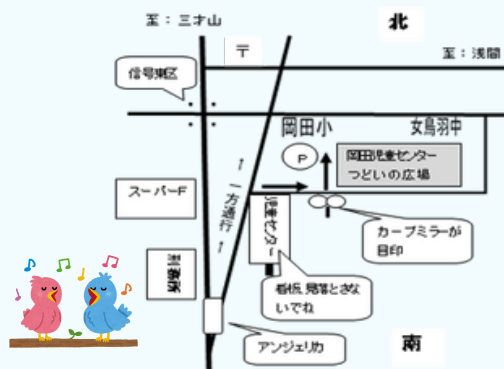 至：三才山
北
〒
至：浅間
信号東区
岡田小
女鳥羽中
P
岡田児童センター
つどいの広場
↑一方通行↑
スーパーF
児童センター
カーブミラーが
目印
刑務所
看板、見落とさな
いでね
アンジェリカ
南